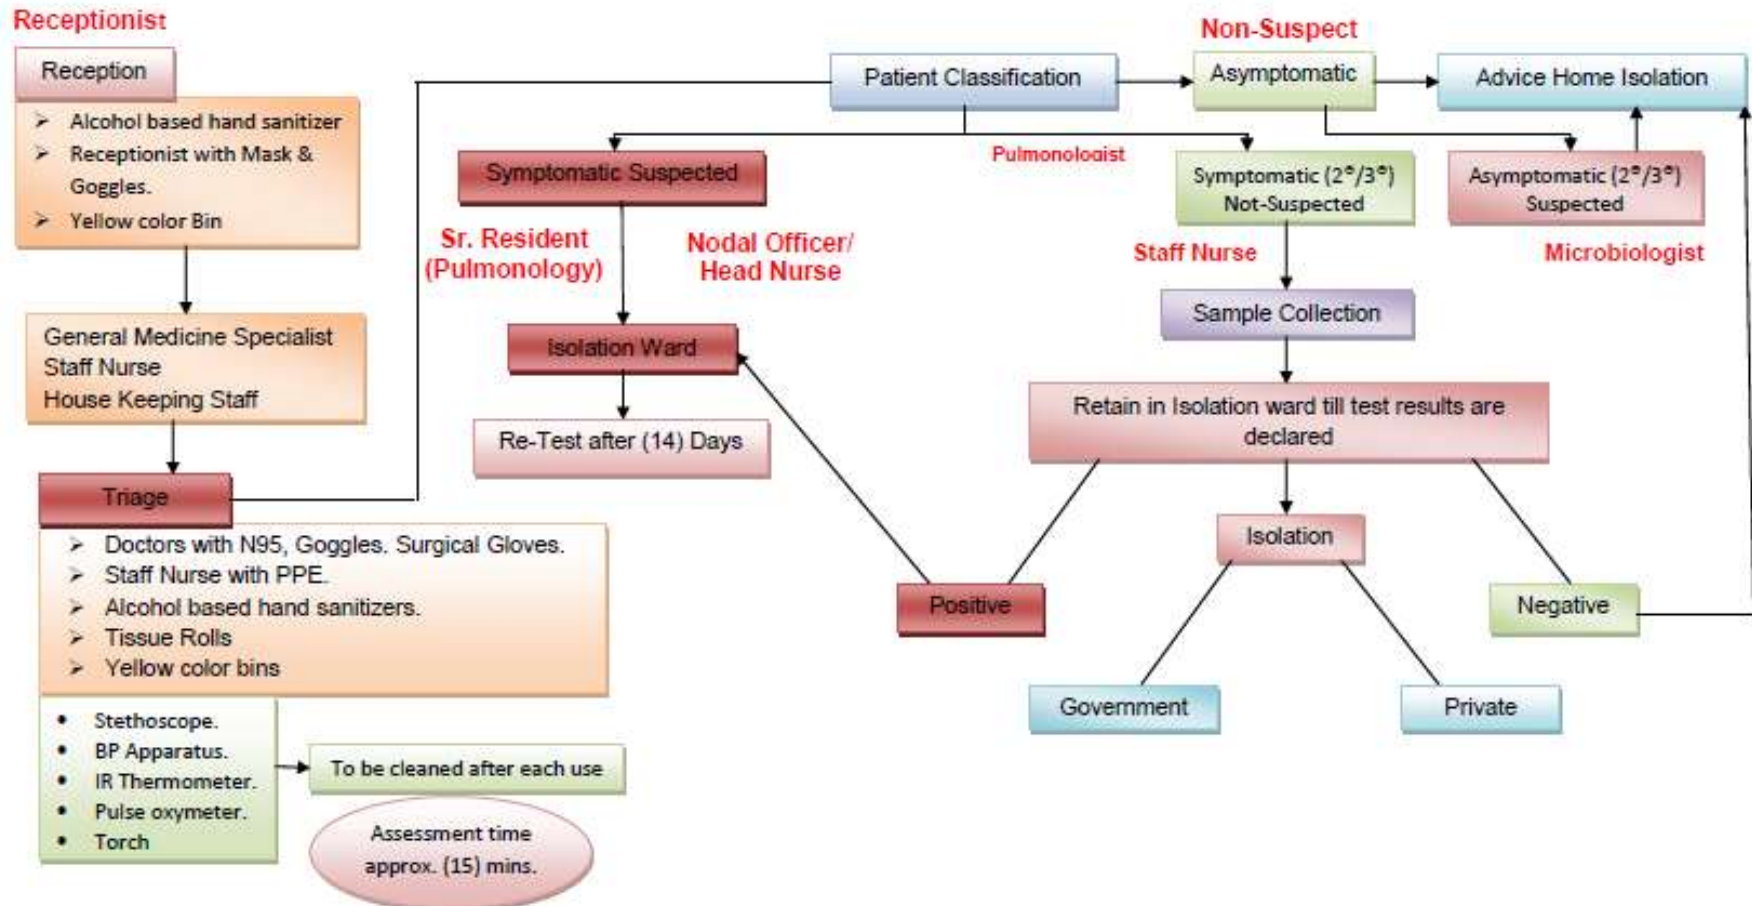 Receptionist
Reception
➢ Alcohol based hand sanitizer
➢ Receptionist with Mask &
Goggles.
➢ Yellow color Bin
General Medicine Specialist
Staff Nurse
House Keeping Staff
Triage
➢ Doctors with N95, Goggles. Surgical Gloves.
➢ Staff Nurse with PPE.
➢ Alcohol based hand sanitizers.
➢ Tissue Rolls
➢ Yellow color bins
• Stethoscope.
• BP Apparatus.
• IR Thermometer.
• Pulse oxymeter.
• Torch
To be cleaned after each use
Assessment time
approx. (15) mins.
Patient Classification
Non-Suspect
Asymptomatic
Advice Home Isolation
Symptomatic Suspected
Pulmonologist
Symptomatic (2°/3°)
Not-Suspected
Asymptomatic (2°/3°)
Suspected
Sr. Resident
(Pulmonology)
Nodal Officer/
Head Nurse
Staff Nurse
Microbiologist
Isolation Ward
Re-Test after (14) Days
Sample Collection
Retain in Isolation ward till test results are
declared
Isolation
Positive
Negative
Government
Private